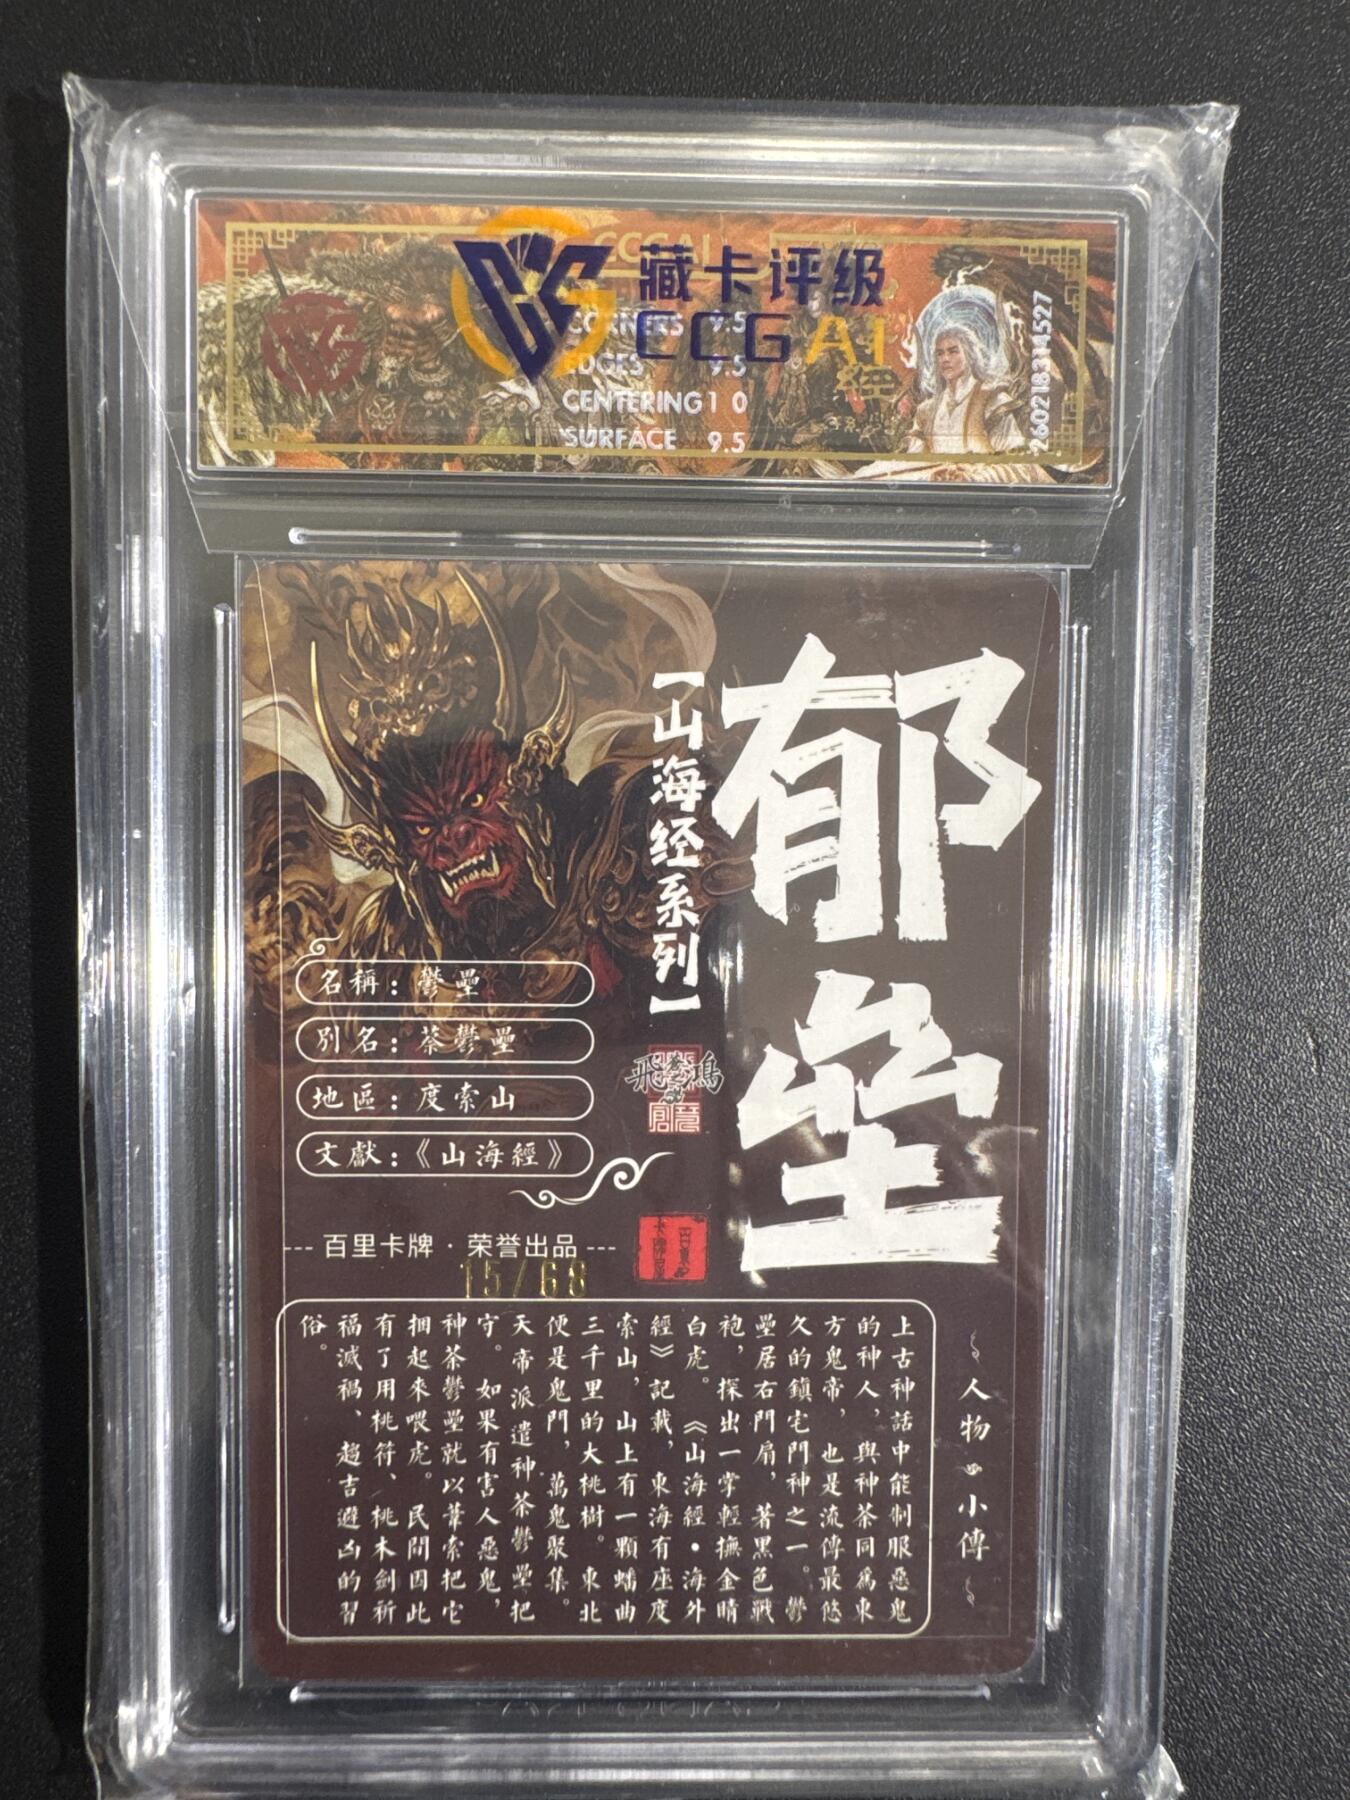 藏卡评级
CCGAI
CORNERS 9.5
EDGES 9.5
CENTERING 10
SURFACE 9.5
260218314527
郁垒
【山海经系列】
飛鴻
名稱：鬱壘
別名：荼鬱壘
地區：度索山
文獻：《山海經》
--- 百里卡牌 · 荣誉出品 ---
15/68
人物小傳
上古神話中能制服惡鬼
的神人，與神荼同爲東
方鬼帝，也是流傳最悠
久的鎮宅門神之一。鬱
壘居右門扇，著黑色戰
袍，探出一掌輕撫金睛
白虎。《山海經•海外
經》記載，東海有座度
索山，山上有一顆蟠曲
三千里的大桃樹。東北
便是鬼門，萬鬼聚集。
天帝派遣神荼鬱壘把
守。如果有害人惡鬼，
神荼鬱壘就以葦索把它
捆起來喂虎。民間因此
有了用桃符、桃木劍祈
福滅禍、趨吉避凶的習
俗。